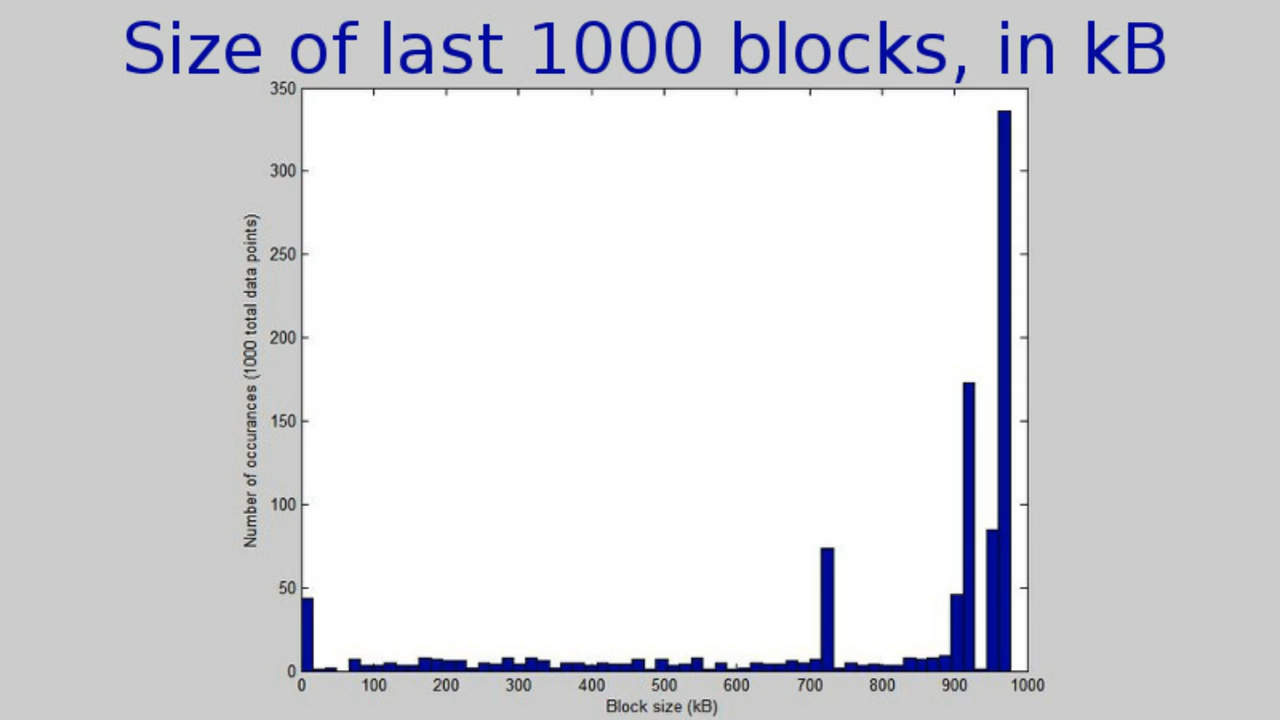 Size of last 1000 blocks, in kB
350
300
250
200
150
100
50
0
Number of occurances (1000 total data points)
0 100 200 300 400 500 600 700 800 900 1000
Block size (kB)